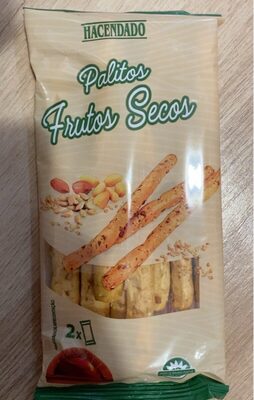 HACENDADO
Palitos
Frutos Secos
2x